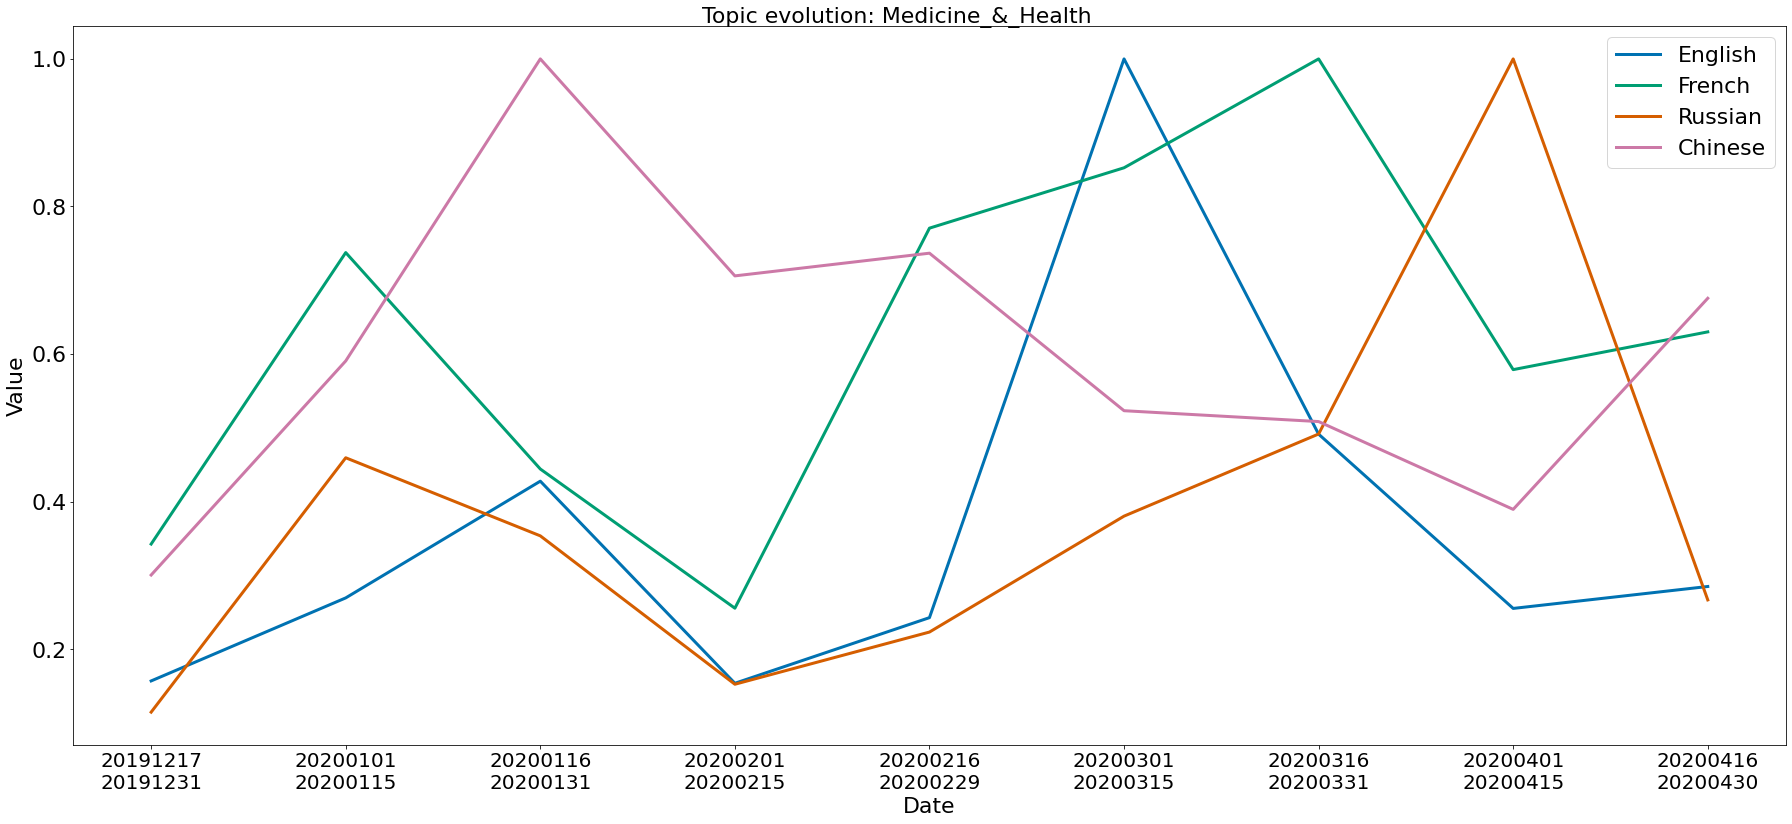 Topic evolution: Medicine_&_Health
English
French
Russian
Chinese
1.0
0.8
0.6
0.4
0.2
Value
20191217 20200101 20200116 20200201 20200216 20200301 20200316 20200401 20200416
20191231 20200115 20200131 20200215 20200229 20200315 20200331 20200415 20200430
Date